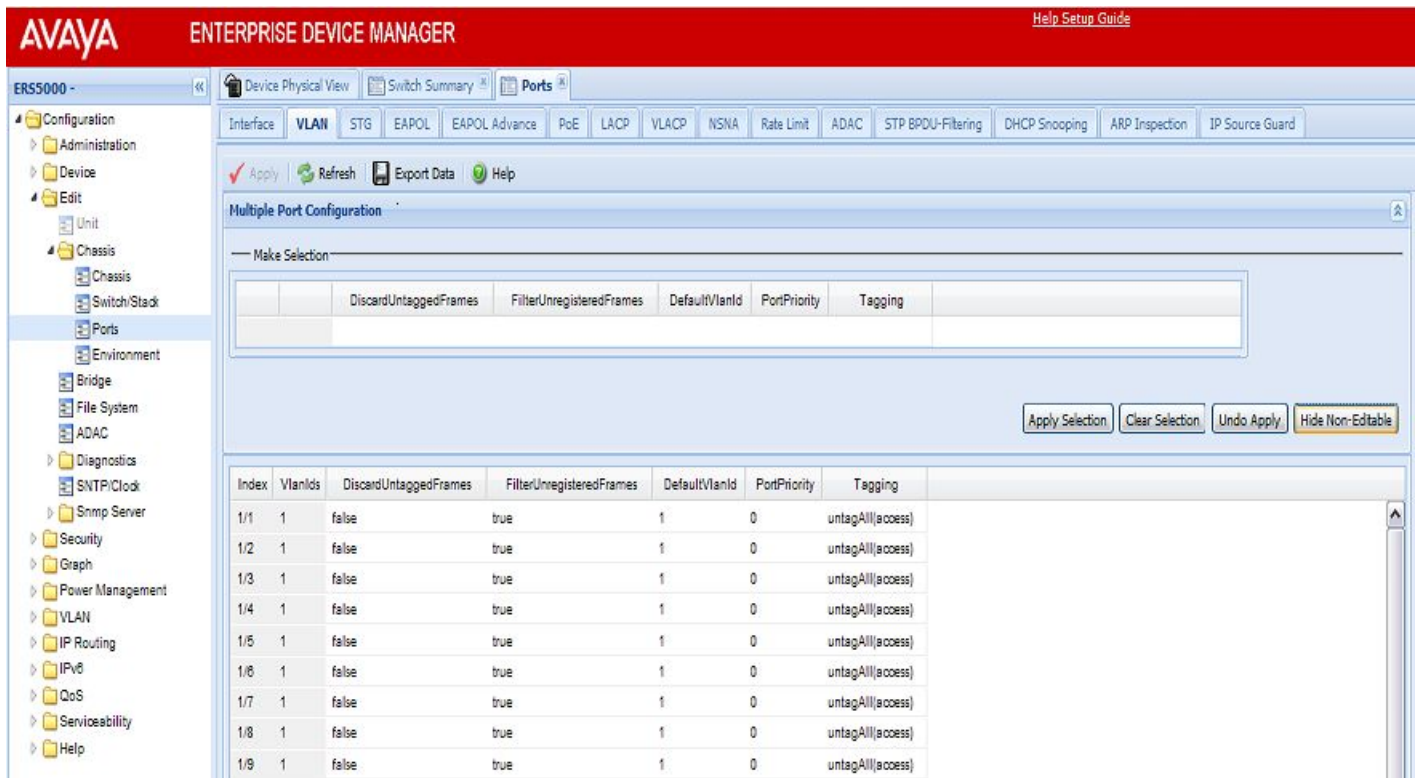 AVAYA ENTERPRISE DEVICE MANAGER Help Setup Guide
ERS5000 -
Configuration
Administration
Device
Edit
Unit
Chassis
Chassis
Switch/Stack
Ports
Environment
Bridge
File System
ADAC
Diagnostics
SNTP/Clock
Snmp Server
Security
Graph
Power Management
VLAN
IP Routing
IPv6
QoS
Serviceability
Help
Device Physical View Switch Summary Ports
Interface VLAN STG EAPOL EAPOL Advance PoE LACP VLACP NSNA Rate Limit ADAC STP BPDU-Filtering DHCP Snooping ARP Inspection IP Source Guard
Apply Refresh Export Data Help
Multiple Port Configuration
Make Selection
DiscardUntaggedFrames FilterUnregisteredFrames DefaultVlanId PortPriority Tagging
Apply Selection Clear Selection Undo Apply Hide Non-Editable
Index VlanIds DiscardUntaggedFrames FilterUnregisteredFrames DefaultVlanId PortPriority Tagging
1/1 1 false true 1 0 untagAll(access)
1/2 1 false true 1 0 untagAll(access)
1/3 1 false true 1 0 untagAll(access)
1/4 1 false true 1 0 untagAll(access)
1/5 1 false true 1 0 untagAll(access)
1/6 1 false true 1 0 untagAll(access)
1/7 1 false true 1 0 untagAll(access)
1/8 1 false true 1 0 untagAll(access)
1/9 1 false true 1 0 untagAll(access)